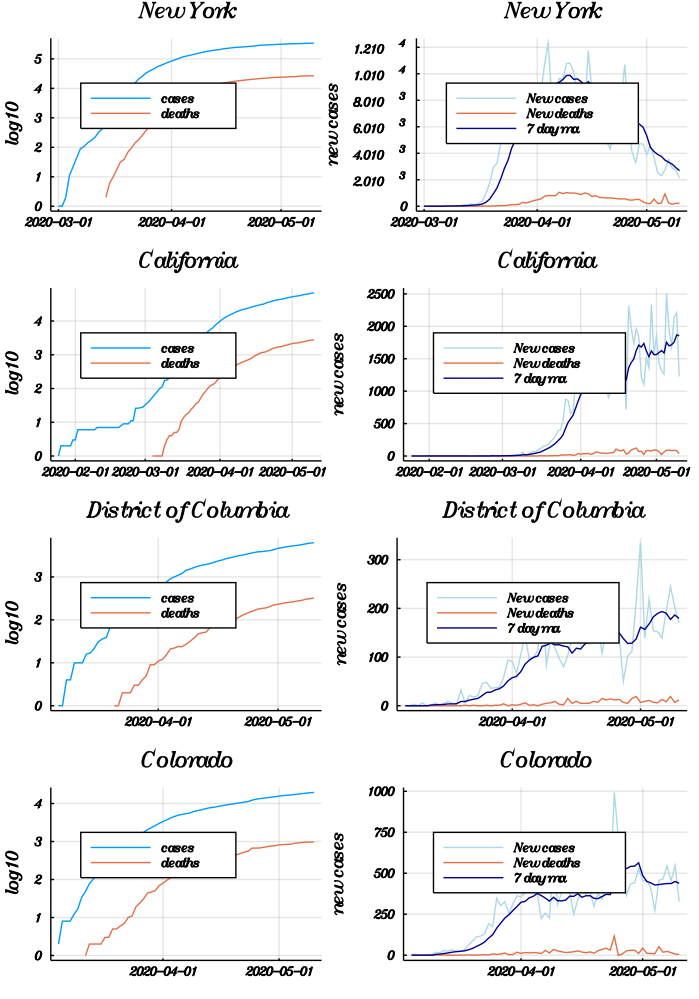 New York
New York
5
4
3
2
1
0
log10
cases
deaths
2020-03-01
2020-04-01
2020-05-01
1.210
4
1.010
4
8.010
3
6.010
3
4.010
3
2.010
3
0
new cases
New cases
New deaths
7 day ma
2020-03-01
2020-04-01
2020-05-01
California
California
4
3
2
1
0
log10
cases
deaths
2020-02-01
2020-03-01
2020-04-01
2020-05-01
2500
2000
1500
1000
500
0
new cases
New cases
New deaths
7 day ma
2020-02-01
2020-03-01
2020-04-01
2020-05-01
District of Columbia
District of Columbia
3
2
1
0
log10
cases
deaths
2020-04-01
2020-05-01
300
200
100
0
new cases
New cases
New deaths
7 day ma
2020-04-01
2020-05-01
Colorado
Colorado
4
3
2
1
0
log10
cases
deaths
2020-04-01
2020-05-01
1000
750
500
250
0
new cases
New cases
New deaths
7 day ma
2020-04-01
2020-05-01